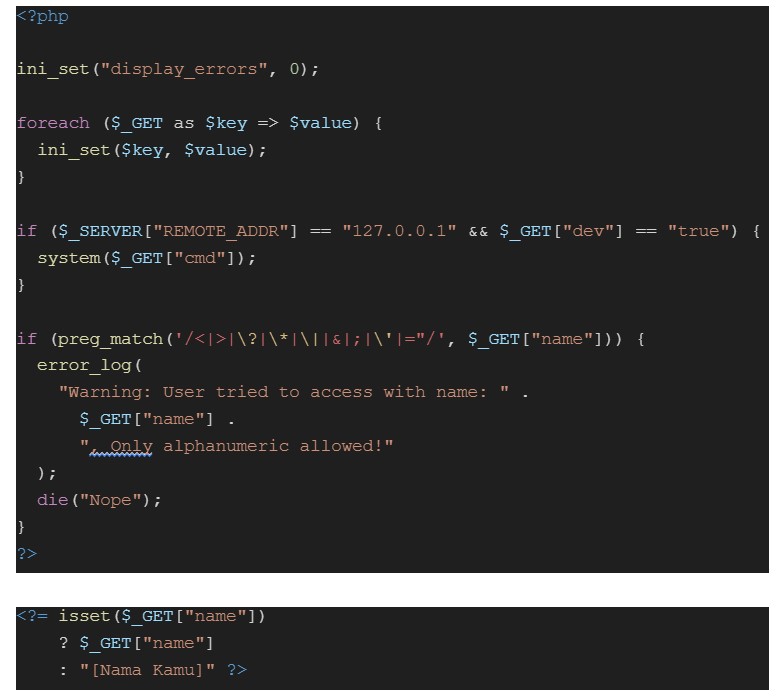 <?php
ini_set("display_errors", 0);
foreach ($_GET as $key => $value) {
ini_set($key, $value);
}
if ($_SERVER["REMOTE_ADDR"] == "127.0.0.1" && $_GET["dev"] == "true") {
system($_GET["cmd"]);
}
if (preg_match('/<|>|\?|\*|\||&|;|\'|="/', $_GET["name"])) {
error_log(
"Warning: User tried to access with name: " .
$_GET["name"] .
", Only alphanumeric allowed!"
);
die("Nope");
}
?>
<?= isset($_GET["name"])
? $_GET["name"]
: "[Nama Kamu]" ?>